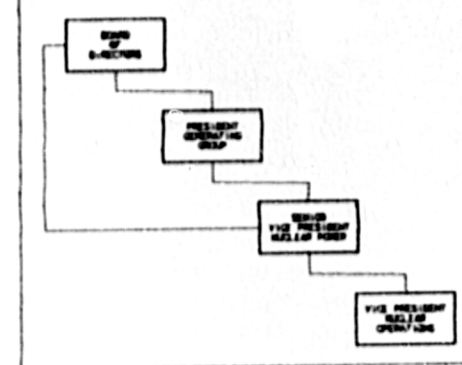 BOARD
OF
DIRECTORS
PRESIDENT
GENERATING
GROUP
SENIOR
VICE PRESIDENT
NUCLEAR POWER
VICE PRESIDENT
NUCLEAR
OPERATIONS